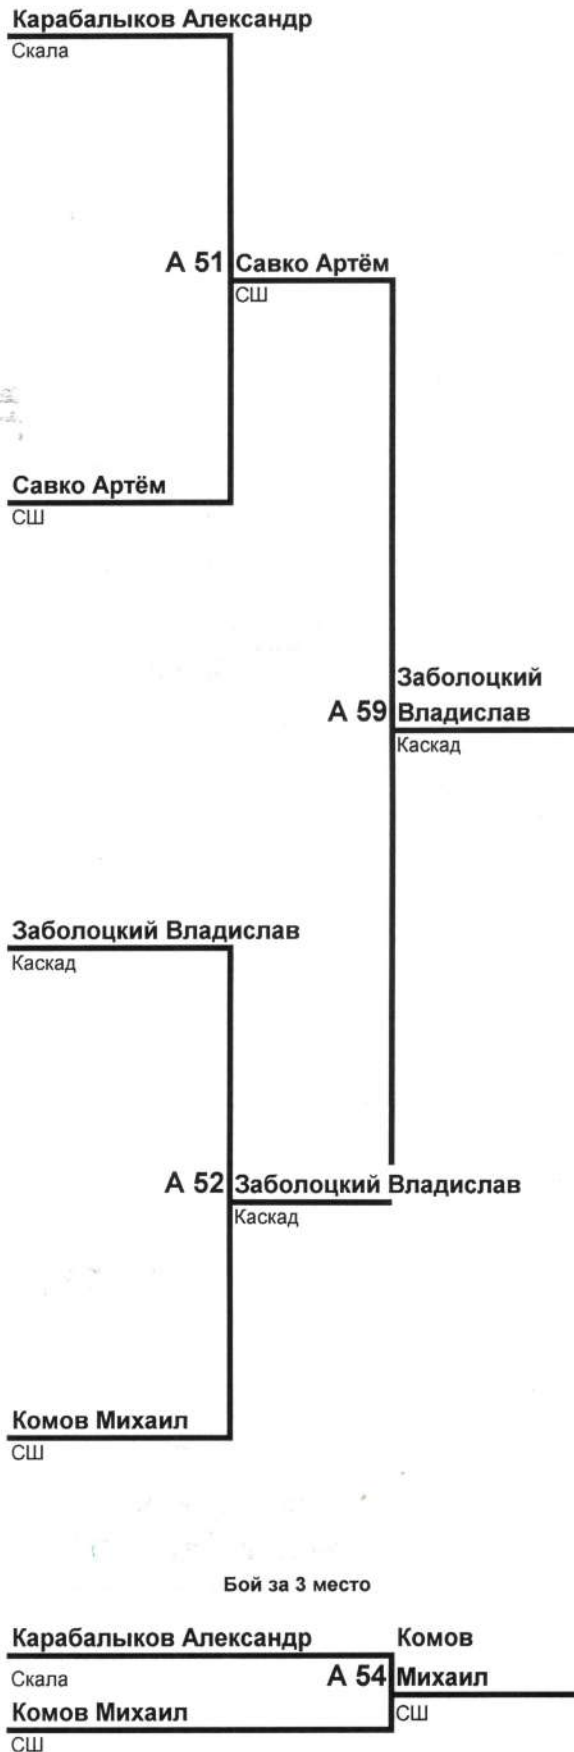 Карабалыков Александр
Скала
А 51 Савко Артём
СШ
Савко Артём
СШ
Заболоцкий
А 59 Владислав
Каскад
Заболоцкий Владислав
Каскад
А 52 Заболоцкий Владислав
Каскад
Комов Михаил
СШ
Бой за 3 место
Карабалыков Александр Комов
Скала А 54 Михаил
Комов Михаил СШ
СШ